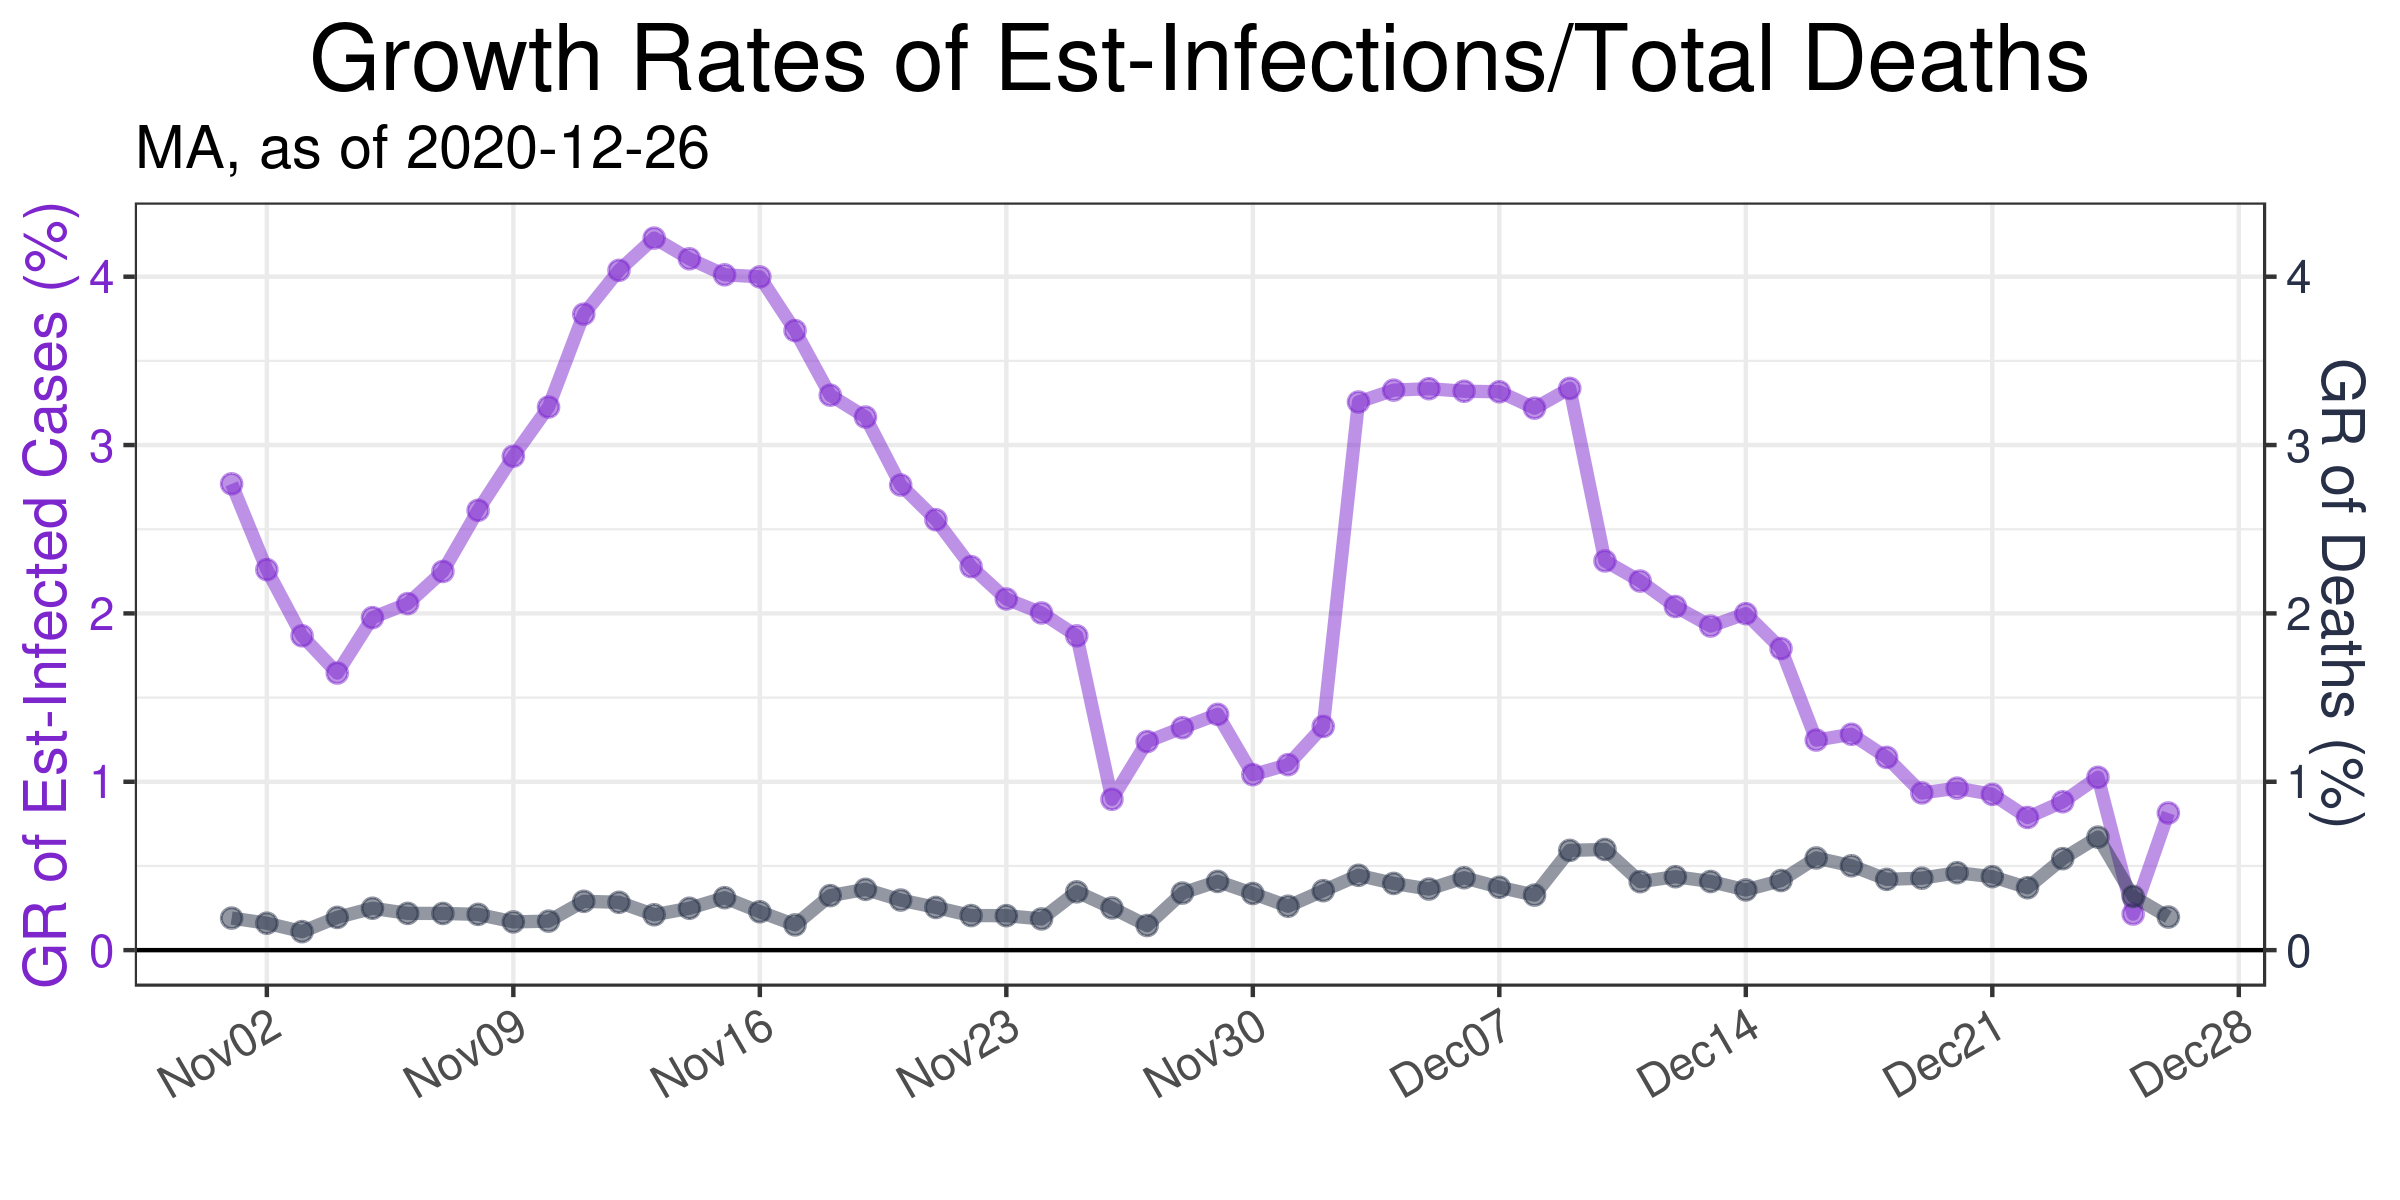 Growth Rates of Est-Infections/Total Deaths
MA, as of 2020-12-26
GR of Est-Infected Cases (%)
4
3
2
1
0
4
3
2
1
0
GR of Deaths (%)
Nov02
Nov09
Nov16
Nov23
Nov30
Dec07
Dec14
Dec21
Dec28